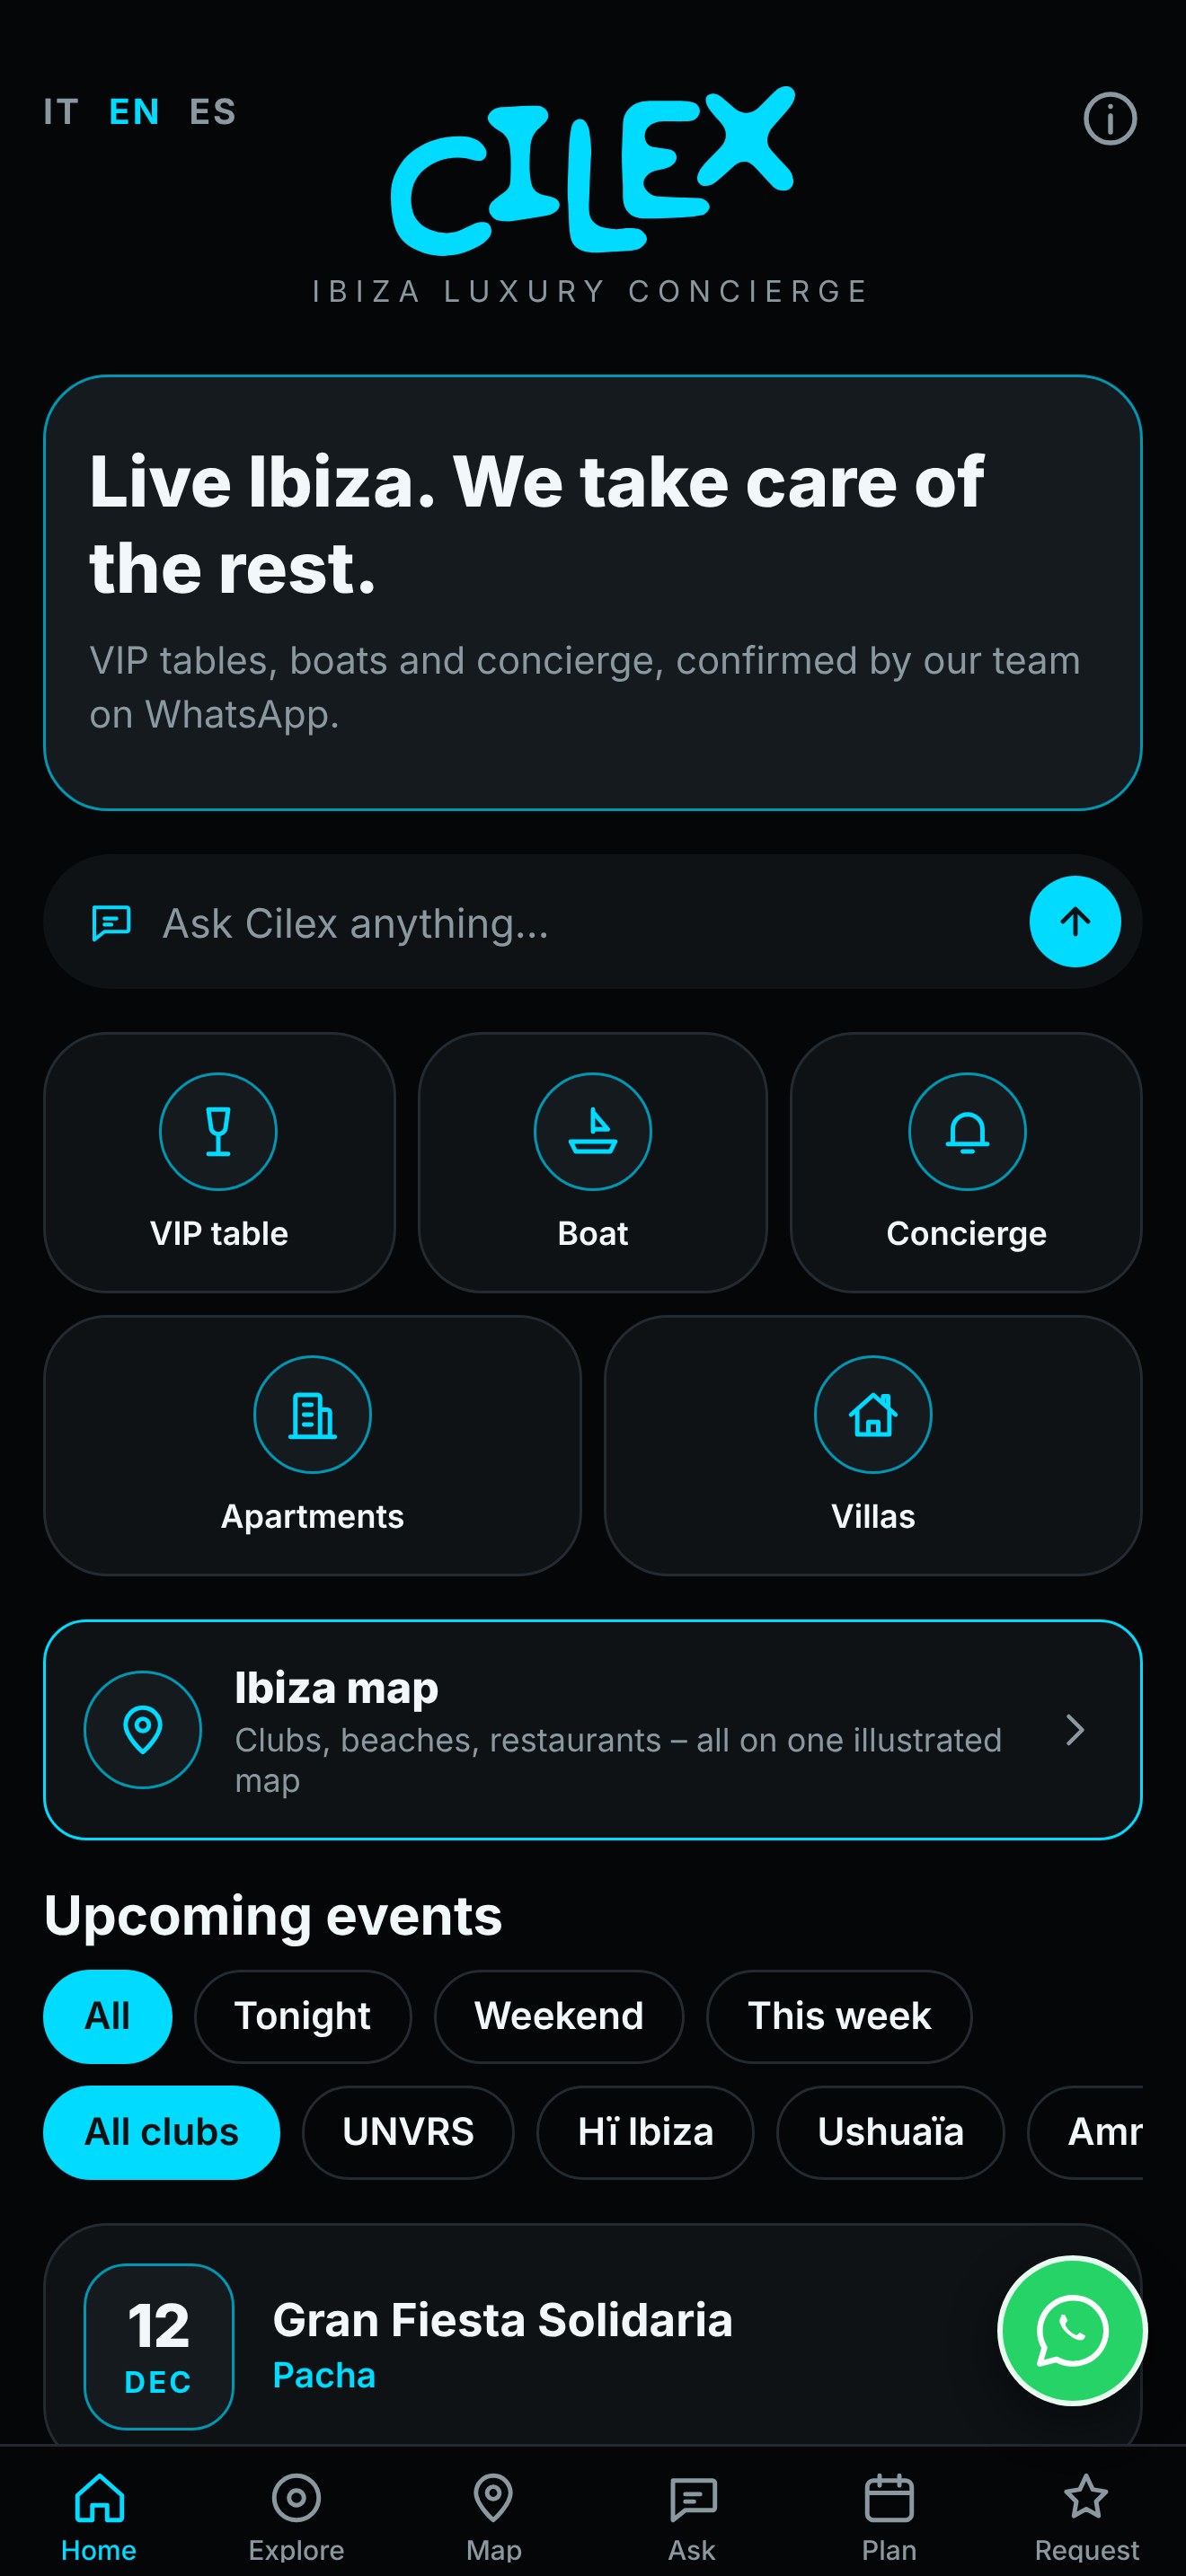 IT EN ES
CILEX
IBIZA LUXURY CONCIERGE
Live Ibiza. We take care of
the rest.
VIP tables, boats and concierge, confirmed by our team
on WhatsApp.
Ask Cilex anything...
VIP table
Boat
Concierge
Apartments
Villas
Ibiza map
Clubs, beaches, restaurants – all on one illustrated
map
Upcoming events
All
Tonight
Weekend
This week
All clubs
UNVRS
Hï Ibiza
Ushuaïa
12
DEC
Gran Fiesta Solidaria
Pacha
Home
Explore
Map
Ask
Plan
Request